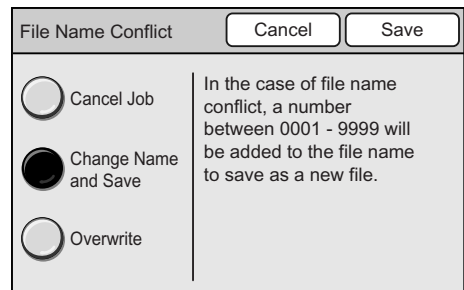 File Name Conflict
Cancel
Save
Cancel Job
Change Name
and Save
Overwrite
In the case of file name
conflict, a number
between 0001 - 9999 will
be added to the file name
to save as a new file.